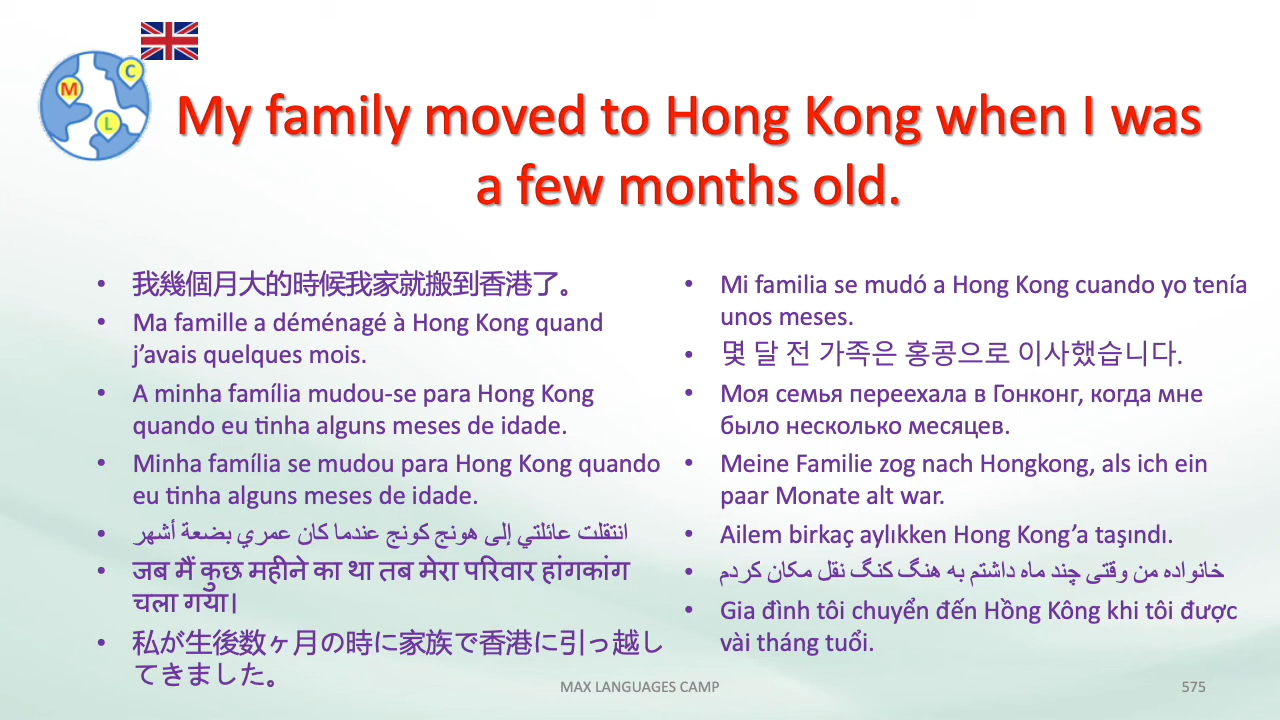 M
C
L
My family moved to Hong Kong when I was
a few months old.
• 我幾個月大的時候我家就搬到香港了。
• Ma famille a déménagé à Hong Kong quand
j’avais quelques mois.
• A minha família mudou-se para Hong Kong
quando eu tinha alguns meses de idade.
• Minha família se mudou para Hong Kong quando
eu tinha alguns meses de idade.
• انتقلت عائلتي إلى هونج كونج عندما كان عمري بضعة أشهر
• जब मैं कुछ महीने का था तब मेरा परिवार हांगकांग
चला गया।
• 私が生後数ヶ月の時に家族で香港に引っ越し
てきました。
• Mi familia se mudó a Hong Kong cuando yo tenía
unos meses.
• 몇 달 전 가족은 홍콩으로 이사했습니다.
• Моя семья переехала в Гонконг, когда мне
было несколько месяцев.
• Meine Familie zog nach Hongkong, als ich ein
paar Monate alt war.
• Ailem birkaç aylıkken Hong Kong’a taşındı.
• خانواده من وقتی چند ماه داشتم به هنگ کنگ نقل مکان کردم
• Gia đình tôi chuyển đến Hồng Kông khi tôi được
vài tháng tuổi.
MAX LANGUAGES CAMP
575